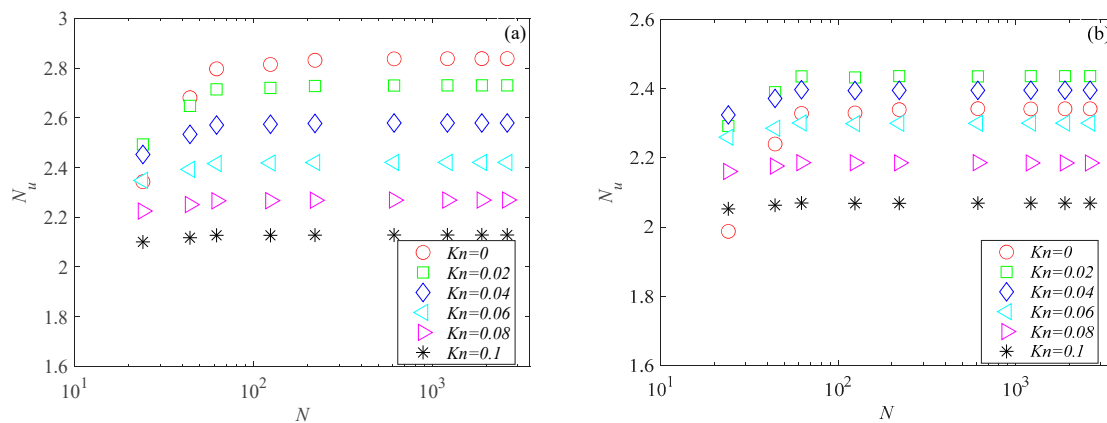 (a)
3
2.8
2.6
2.4
2.2
2
1.8
1.6
N_u
10^1
10^2
10^3
N
Kn=0
Kn=0.02
Kn=0.04
Kn=0.06
Kn=0.08
Kn=0.1
(b)
2.6
2.4
2.2
2
1.8
1.6
N_u
10^1
10^2
10^3
N
Kn=0
Kn=0.02
Kn=0.04
Kn=0.06
Kn=0.08
Kn=0.1